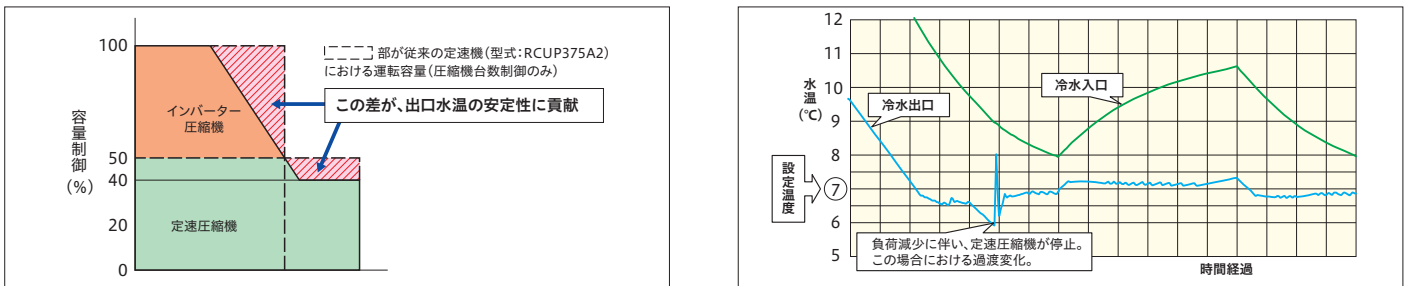 100
50
40
20
0
容量制御
(%)
インバーター
圧縮機
定速圧縮機
部が従来の定速機(型式:RCUP375A2)
における運転容量(圧縮機台数制御のみ)
この差が、出口水温の安定性に貢献
12
11
10
9
8
7
6
5
水温
(℃)
設定温度
冷水出口
冷水入口
負荷減少に伴い、定速圧縮機が停止。
この場合における過渡変化。
時間経過